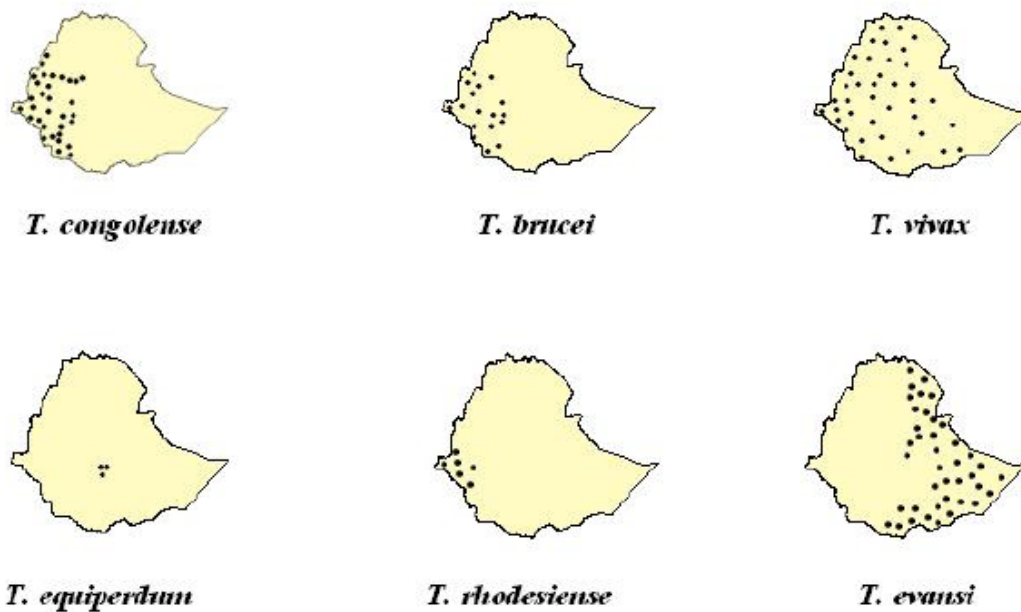 T. congolense
T. brucei
T. vivax
T. equiperdum
T. rhodesiense
T. evansi